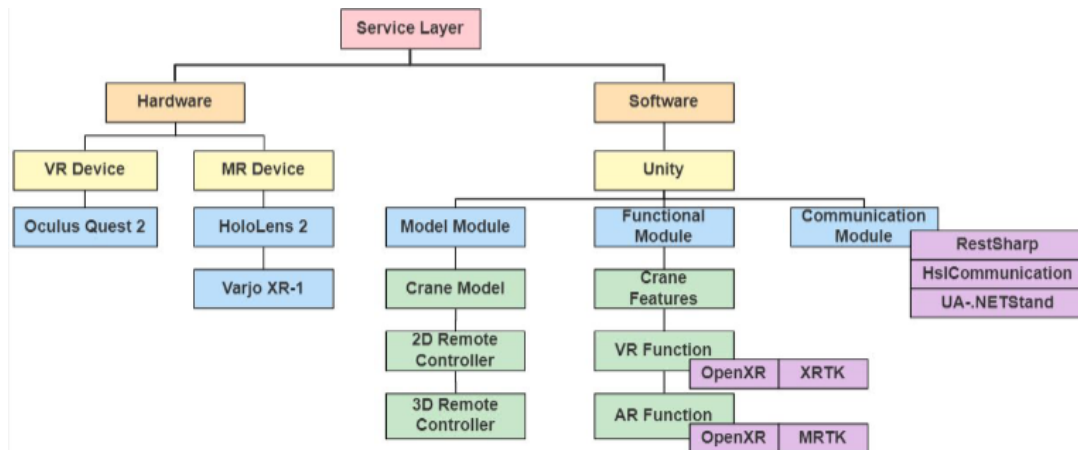 Service Layer
Hardware
Software
VR Device
MR Device
Unity
Oculus Quest 2
HoloLens 2
Model Module
Functional
Module
Communication
Module
RestSharp
Varjo XR-1
Crane Model
Crane
Features
HslCommunication
UA-.NETStand
2D Remote
Controller
VR Function
OpenXR
XRTK
3D Remote
Controller
AR Function
OpenXR
MRTK